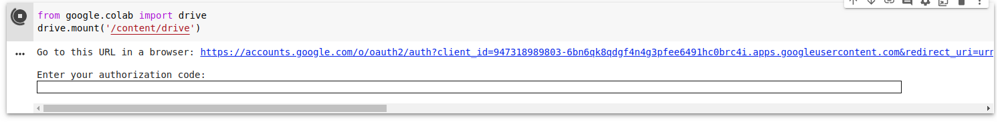 from google.colab import drive
drive.mount('/content/drive')
Go to this URL in a browser: https://accounts.google.com/o/oauth2/auth?client_id=947318989803-6bn6qk8qdgf4n4g3pfee6491hc0brc4i.apps.googleusercontent.com&redirect_uri=urn
Enter your authorization code: